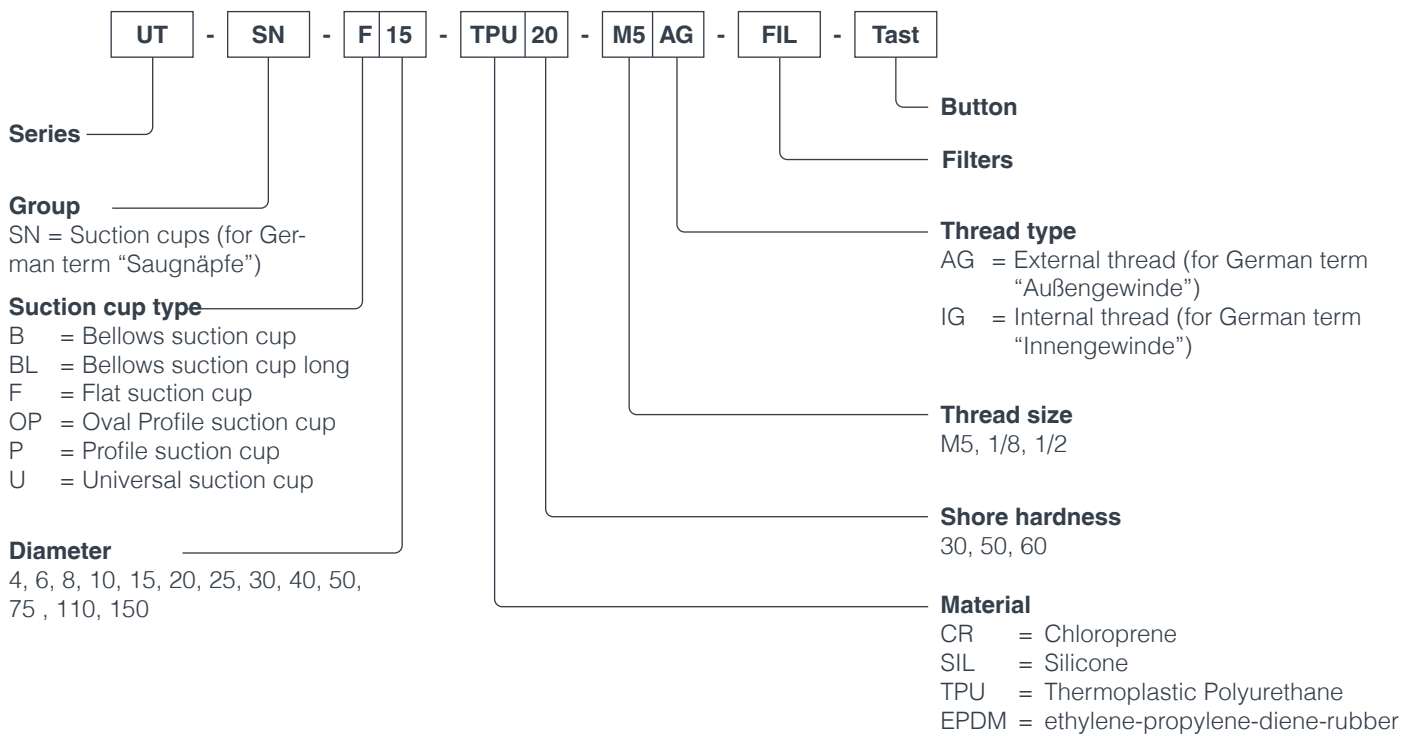 UT - SN - F 15 - TPU 20 - M5 AG - FIL - Tast
Series
Group
SN = Suction cups (for Ger-
man term “Saugnäpfe”)
Suction cup type
B = Bellows suction cup
BL = Bellows suction cup long
F = Flat suction cup
OP = Oval Profile suction cup
P = Profile suction cup
U = Universal suction cup
Diameter
4, 6, 8, 10, 15, 20, 25, 30, 40, 50,
75 , 110, 150
Button
Filters
Thread type
AG = External thread (for German term
“Außengewinde”)
IG = Internal thread (for German term
“Innengewinde”)
Thread size
M5, 1/8, 1/2
Shore hardness
30, 50, 60
Material
CR = Chloroprene
SIL = Silicone
TPU = Thermoplastic Polyurethane
EPDM = ethylene-propylene-diene-rubber